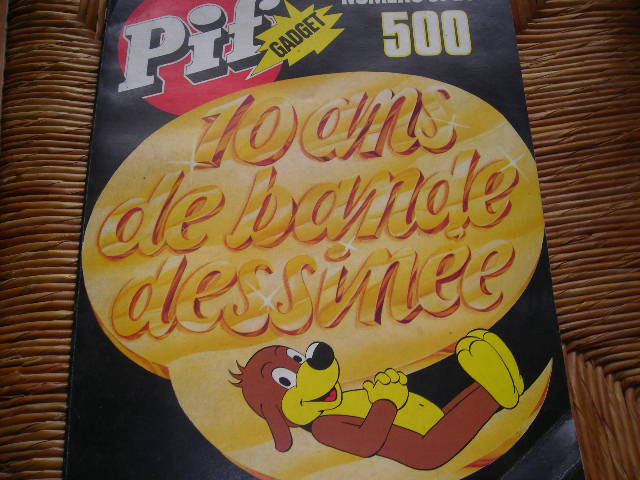 Pif
GADGET
500
10 ans
de bande
dessinée